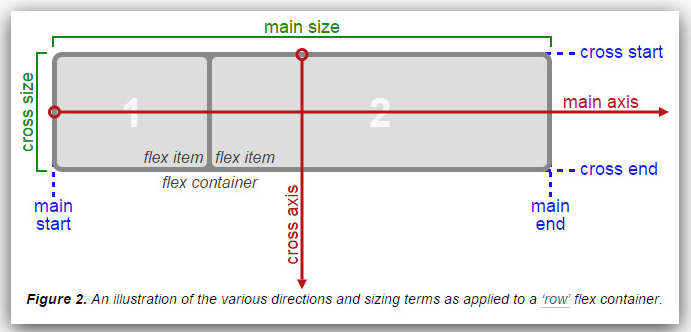 main size
cross start
cross size
1
2
main axis
flex item
flex item
flex container
cross end
main
start
cross axis
main
end
Figure 2. An illustration of the various directions and sizing terms as applied to a ‘row’ flex container.